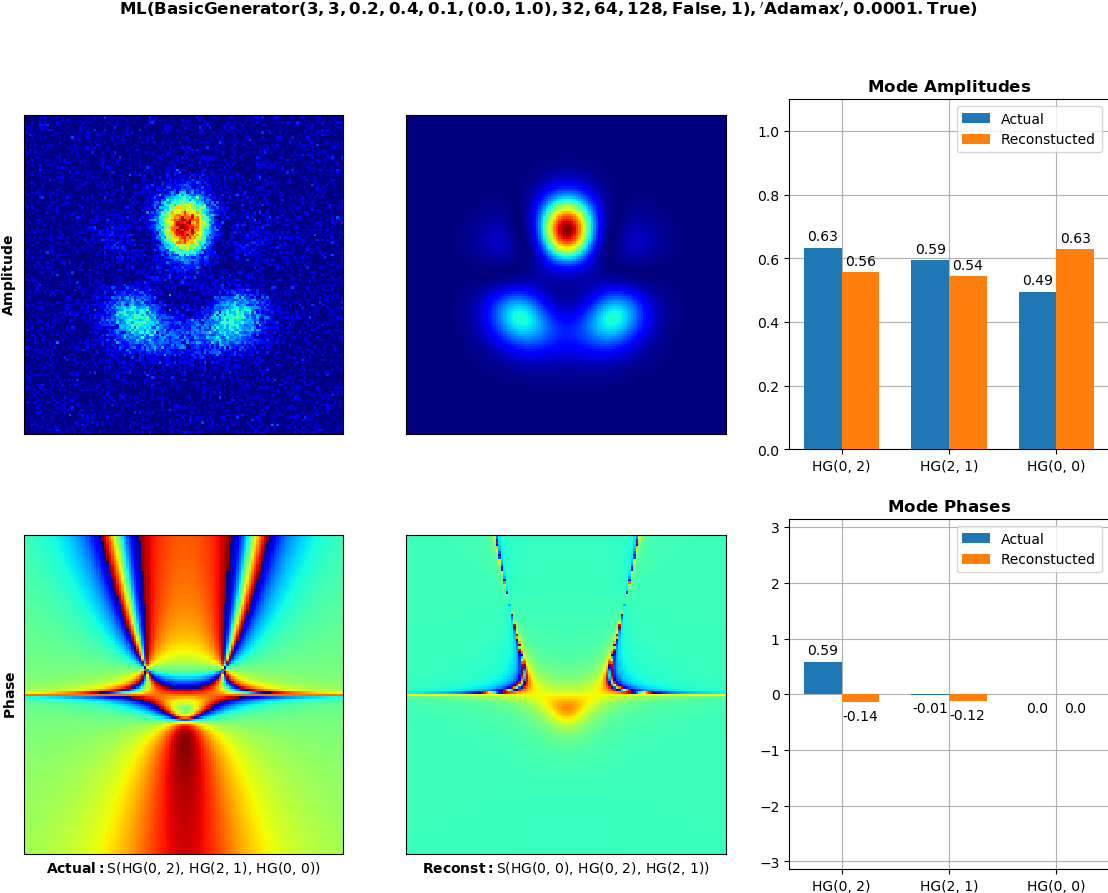 ML(BasicGenerator(3, 3, 0.2, 0.4, 0.1, (0.0, 1.0), 32, 64, 128, False, 1), 'Adamax', 0.0001. True)
Amplitude
Mode Amplitudes
Actual
Reconstucted
1.0
0.8
0.6
0.4
0.2
0.0
0.63
0.56
0.59
0.54
0.49
0.63
HG(0, 2) HG(2, 1) HG(0, 0)
Phase
Actual: S(HG(0, 2), HG(2, 1), HG(0, 0))
Reconst: S(HG(0, 0), HG(0, 2), HG(2, 1))
Mode Phases
Actual
Reconstucted
3
2
1
0
−1
−2
−3
0.59
-0.14
-0.01
-0.12
0.0
0.0
HG(0, 2) HG(2, 1) HG(0, 0)